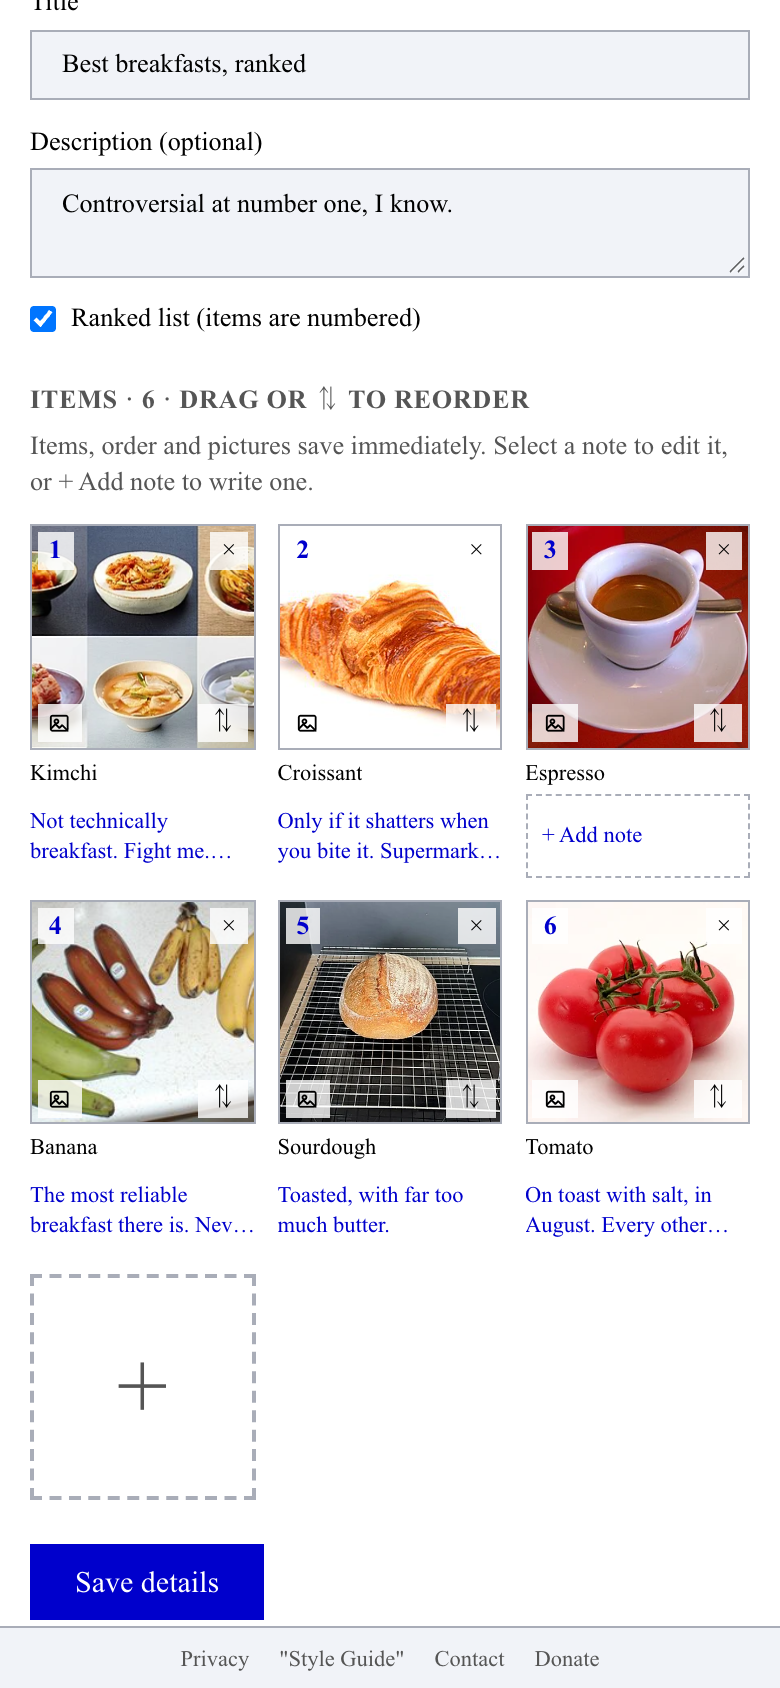 Title
Best breakfasts, ranked
Description (optional)
Controversial at number one, I know.
Ranked list (items are numbered)
ITEMS · 6 · DRAG OR ⇅ TO REORDER
Items, order and pictures save immediately. Select a note to edit it,
or + Add note to write one.
1 × 2 × 3 ×
Kimchi
Not technically
breakfast. Fight me.…
Croissant
Only if it shatters when
you bite it. Supermark…
Espresso
+ Add note
4 × 5 × 6 ×
Banana
The most reliable
breakfast there is. Nev…
Sourdough
Toasted, with far too
much butter.
Tomato
On toast with salt, in
August. Every other…
+
Save details
Privacy "Style Guide" Contact Donate